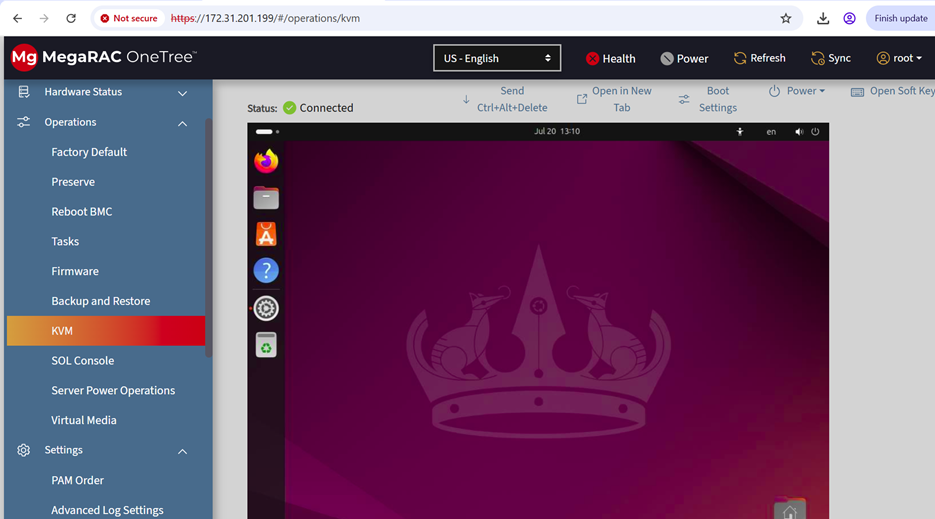 Not secure https://172.31.201.199/#/operations/kvm Finish update
Mg MegaRAC OneTree™ US - English Health Power Refresh Sync root
Hardware Status
Operations
Factory Default
Preserve
Reboot BMC
Tasks
Firmware
Backup and Restore
KVM
SOL Console
Server Power Operations
Virtual Media
Settings
PAM Order
Advanced Log Settings
Status: Connected
Send
Ctrl+Alt+Delete
Open in New
Tab
Boot
Settings
Power
Open Soft Key
Jul 20 13:10 en